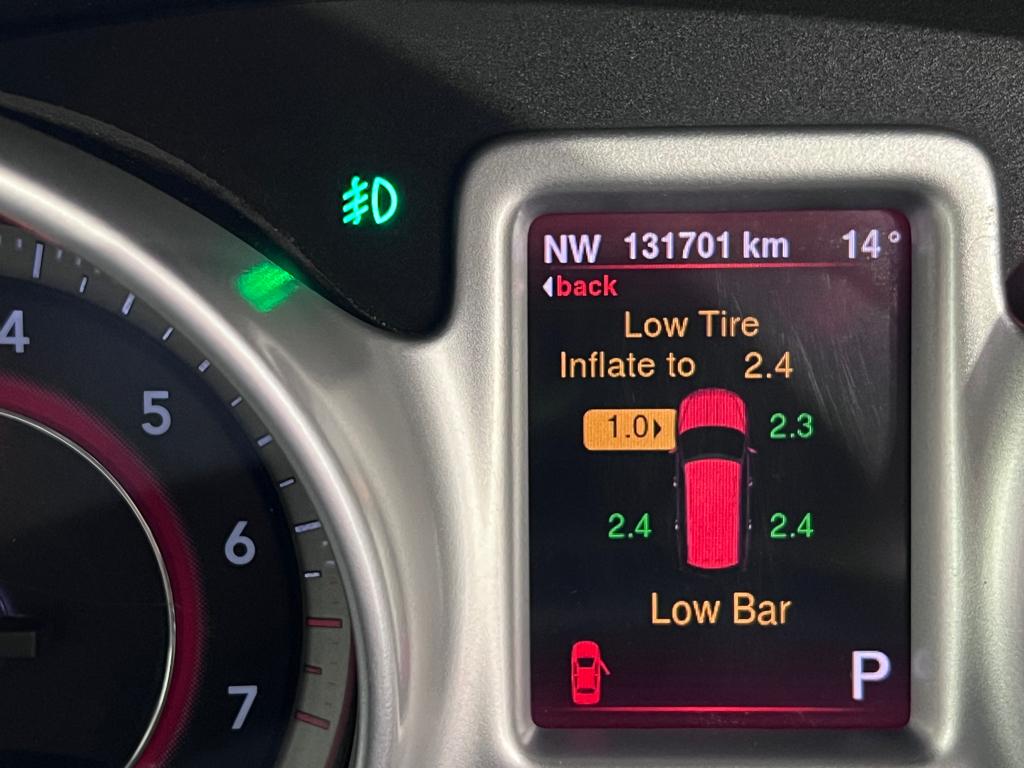 NW 131701 km 14°
back
Low Tire
Inflate to 2.4
1.0 2.3
2.4 2.4
Low Bar
P
4
5
6
7